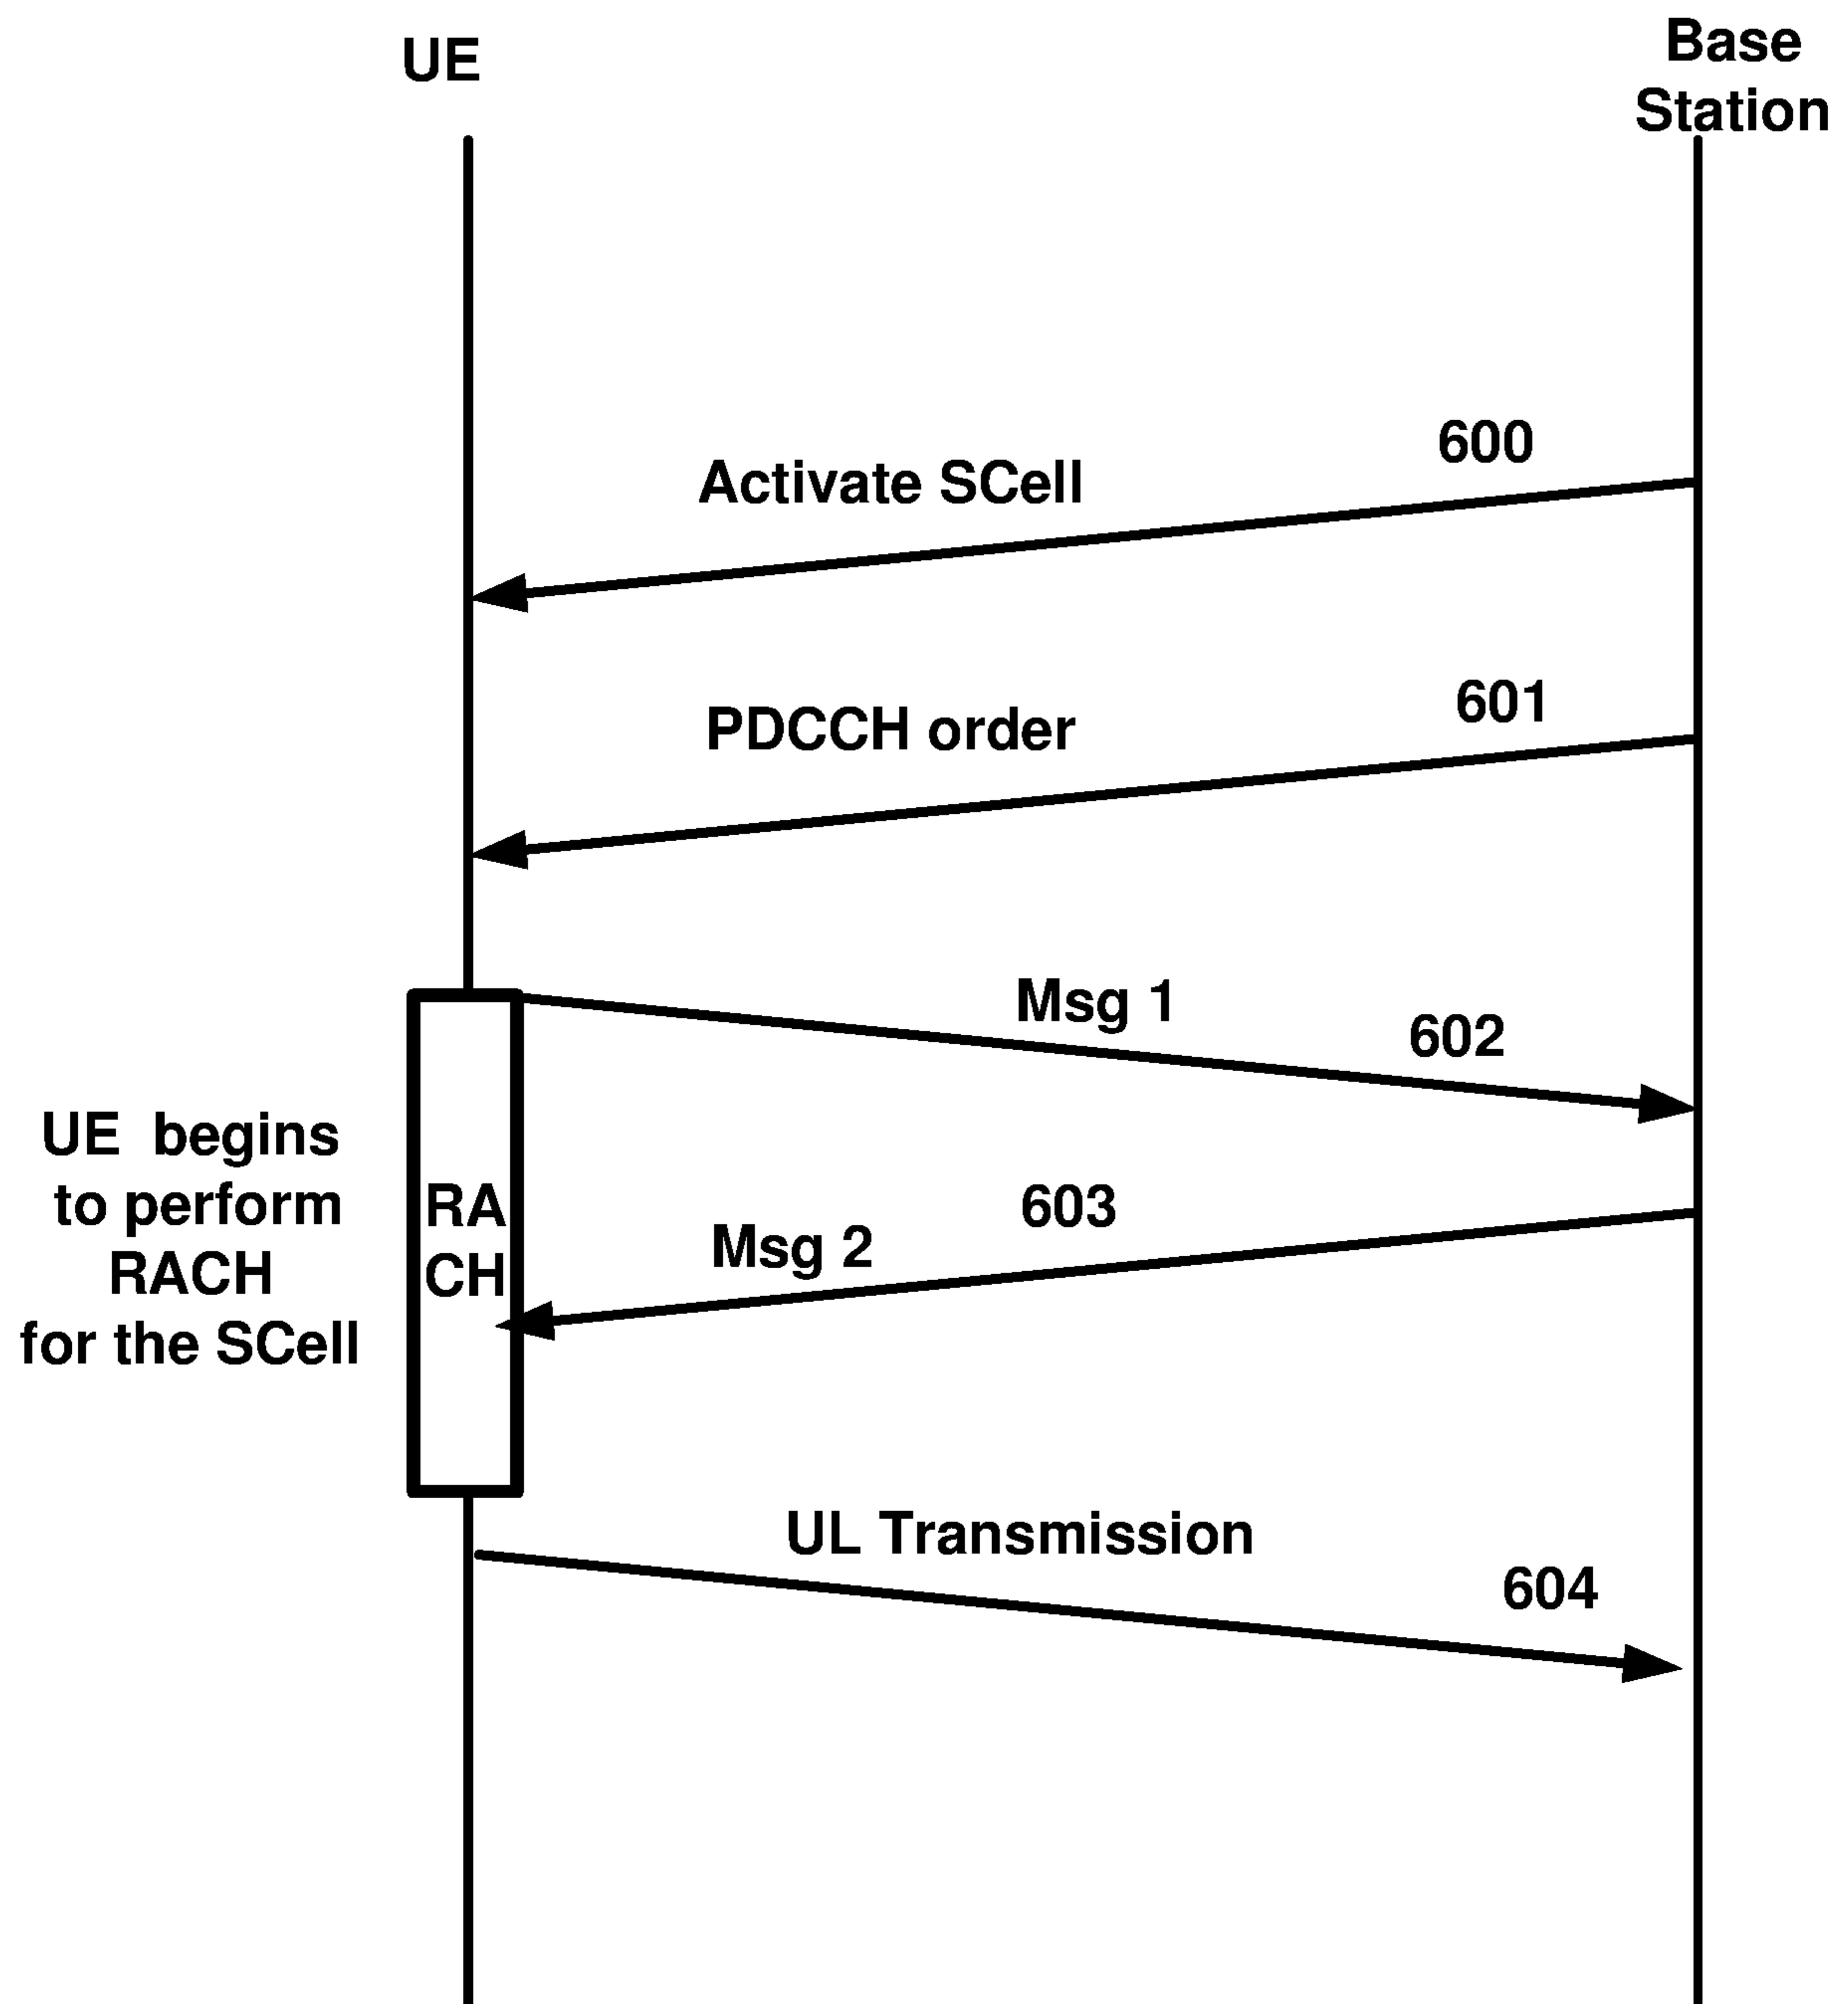 UE
Base
Station
600
Activate SCell
601
PDCCH order
Msg 1
602
UE begins
to perform
RACH
for the SCell
RA
CH
603
Msg 2
UL Transmission
604